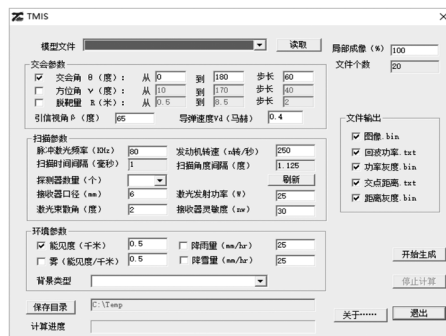 TMIS
模型文件 读取 局部成像（%） 100
文件个数 20
交会参数
交会角 θ（度）： 从 0 到 180 步长 60
方位角 ν（度）： 从 10 到 170 步长 40
脱靶量 R（米）： 从 0.5 到 8.5 步长 2
引信视角β（度） 65 导弹速度Vd（马赫） 0.4
扫描参数
脉冲激光频率（KHz） 80 发动机转速（n转/秒） 250
扫描时间间隔（毫秒） 1 扫描角度间隔（度） 1.125
探测器数量（个） 刷新
接收器口径（mm） 6 激光发射功率（W） 25
激光束散角（度） 2 接收器灵敏度（nw） 30
文件输出
图像.bin
回波功率.txt
功率灰度.bin
交点距离.txt
距离灰度.bin
环境参数
能见度（千米） 0.5 降雨量（mm/hr） 25
雾（能见度/千米） 0.5 降雪量（mm/hr） 25
背景类型
开始生成
停止计算
保存目录 C:\Temp
关于…… 退出
计算进度